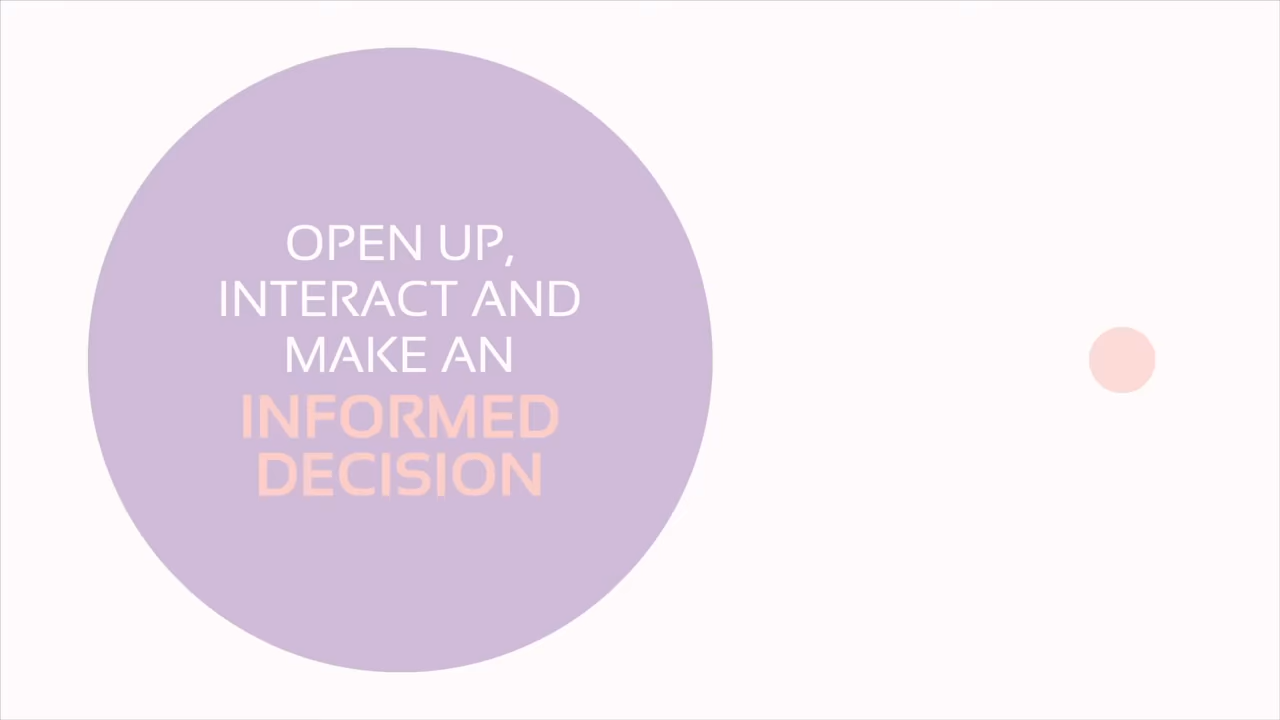 OPEN UP,
INTERACT AND
MAKE AN
INFORMED
DECISION